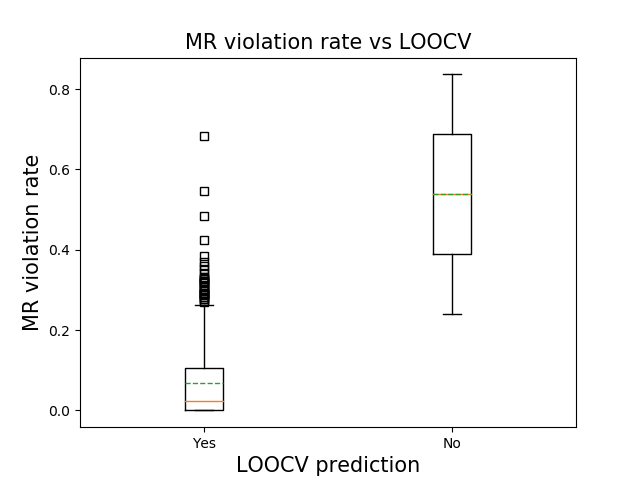 MR violation rate vs LOOCV
MR violation rate
0.8
0.6
0.4
0.2
0.0
Yes
No
LOOCV prediction